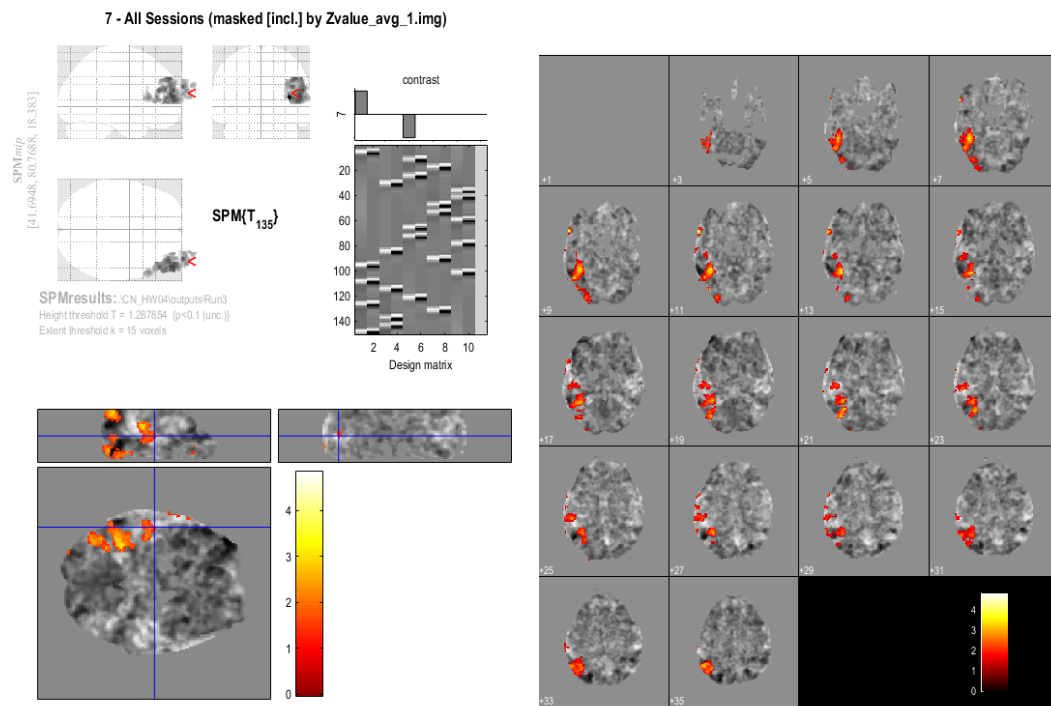 7 - All Sessions (masked [incl.] by Zvalue_avg_1.img)
SPMmip
[41.6948, 80.7688, 18.383]
<
<
<
SPM{T135}
contrast
7
20
40
60
80
100
120
140
2 4 6 8 10
Design matrix
SPMresults: .\CN_HW04\outputs\Run3
Height threshold T = 1.287854 {p<0.1 (unc.)}
Extent threshold k = 15 voxels
4
3
2
1
0
+1 +3 +5 +7
+9 +11 +13 +15
+17 +19 +21 +23
+25 +27 +29 +31
+33 +35
4
3
2
1
0